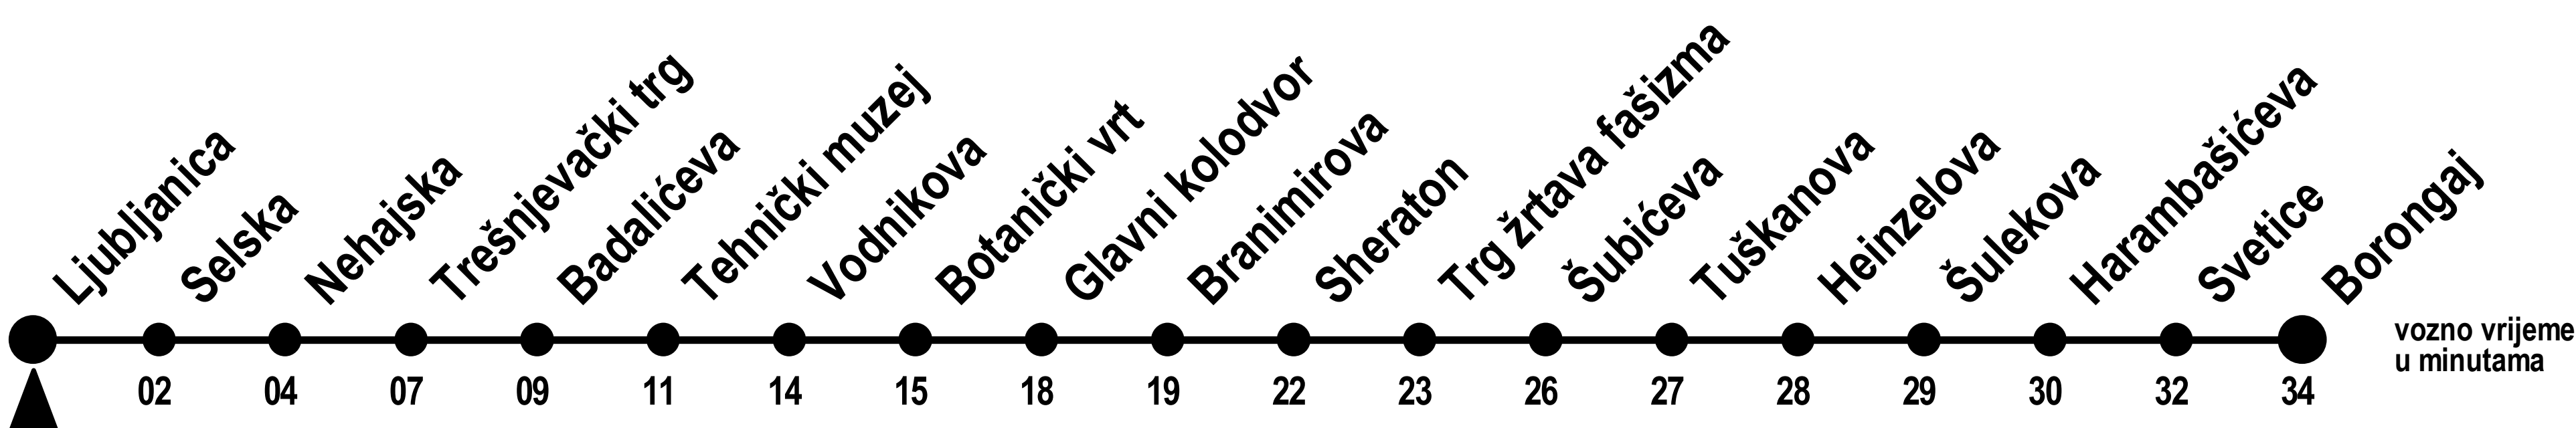 Ljubljanica
Selska
Nehajska
Trešnjevački trg
Badalićeva
Tehnički muzej
Vodnikova
Botanički vrt
Glavni kolodvor
Branimirova
Sheraton
Trg žrtava fašizma
Šubićeva
Tuškanova
Heinzelova
Šulekova
Harambašićeva
Svetice
Borongaj
02 04 07 09 11 14 15 18 19 22 23 26 27 28 29 30 32 34
vozno vrijeme
u minutama